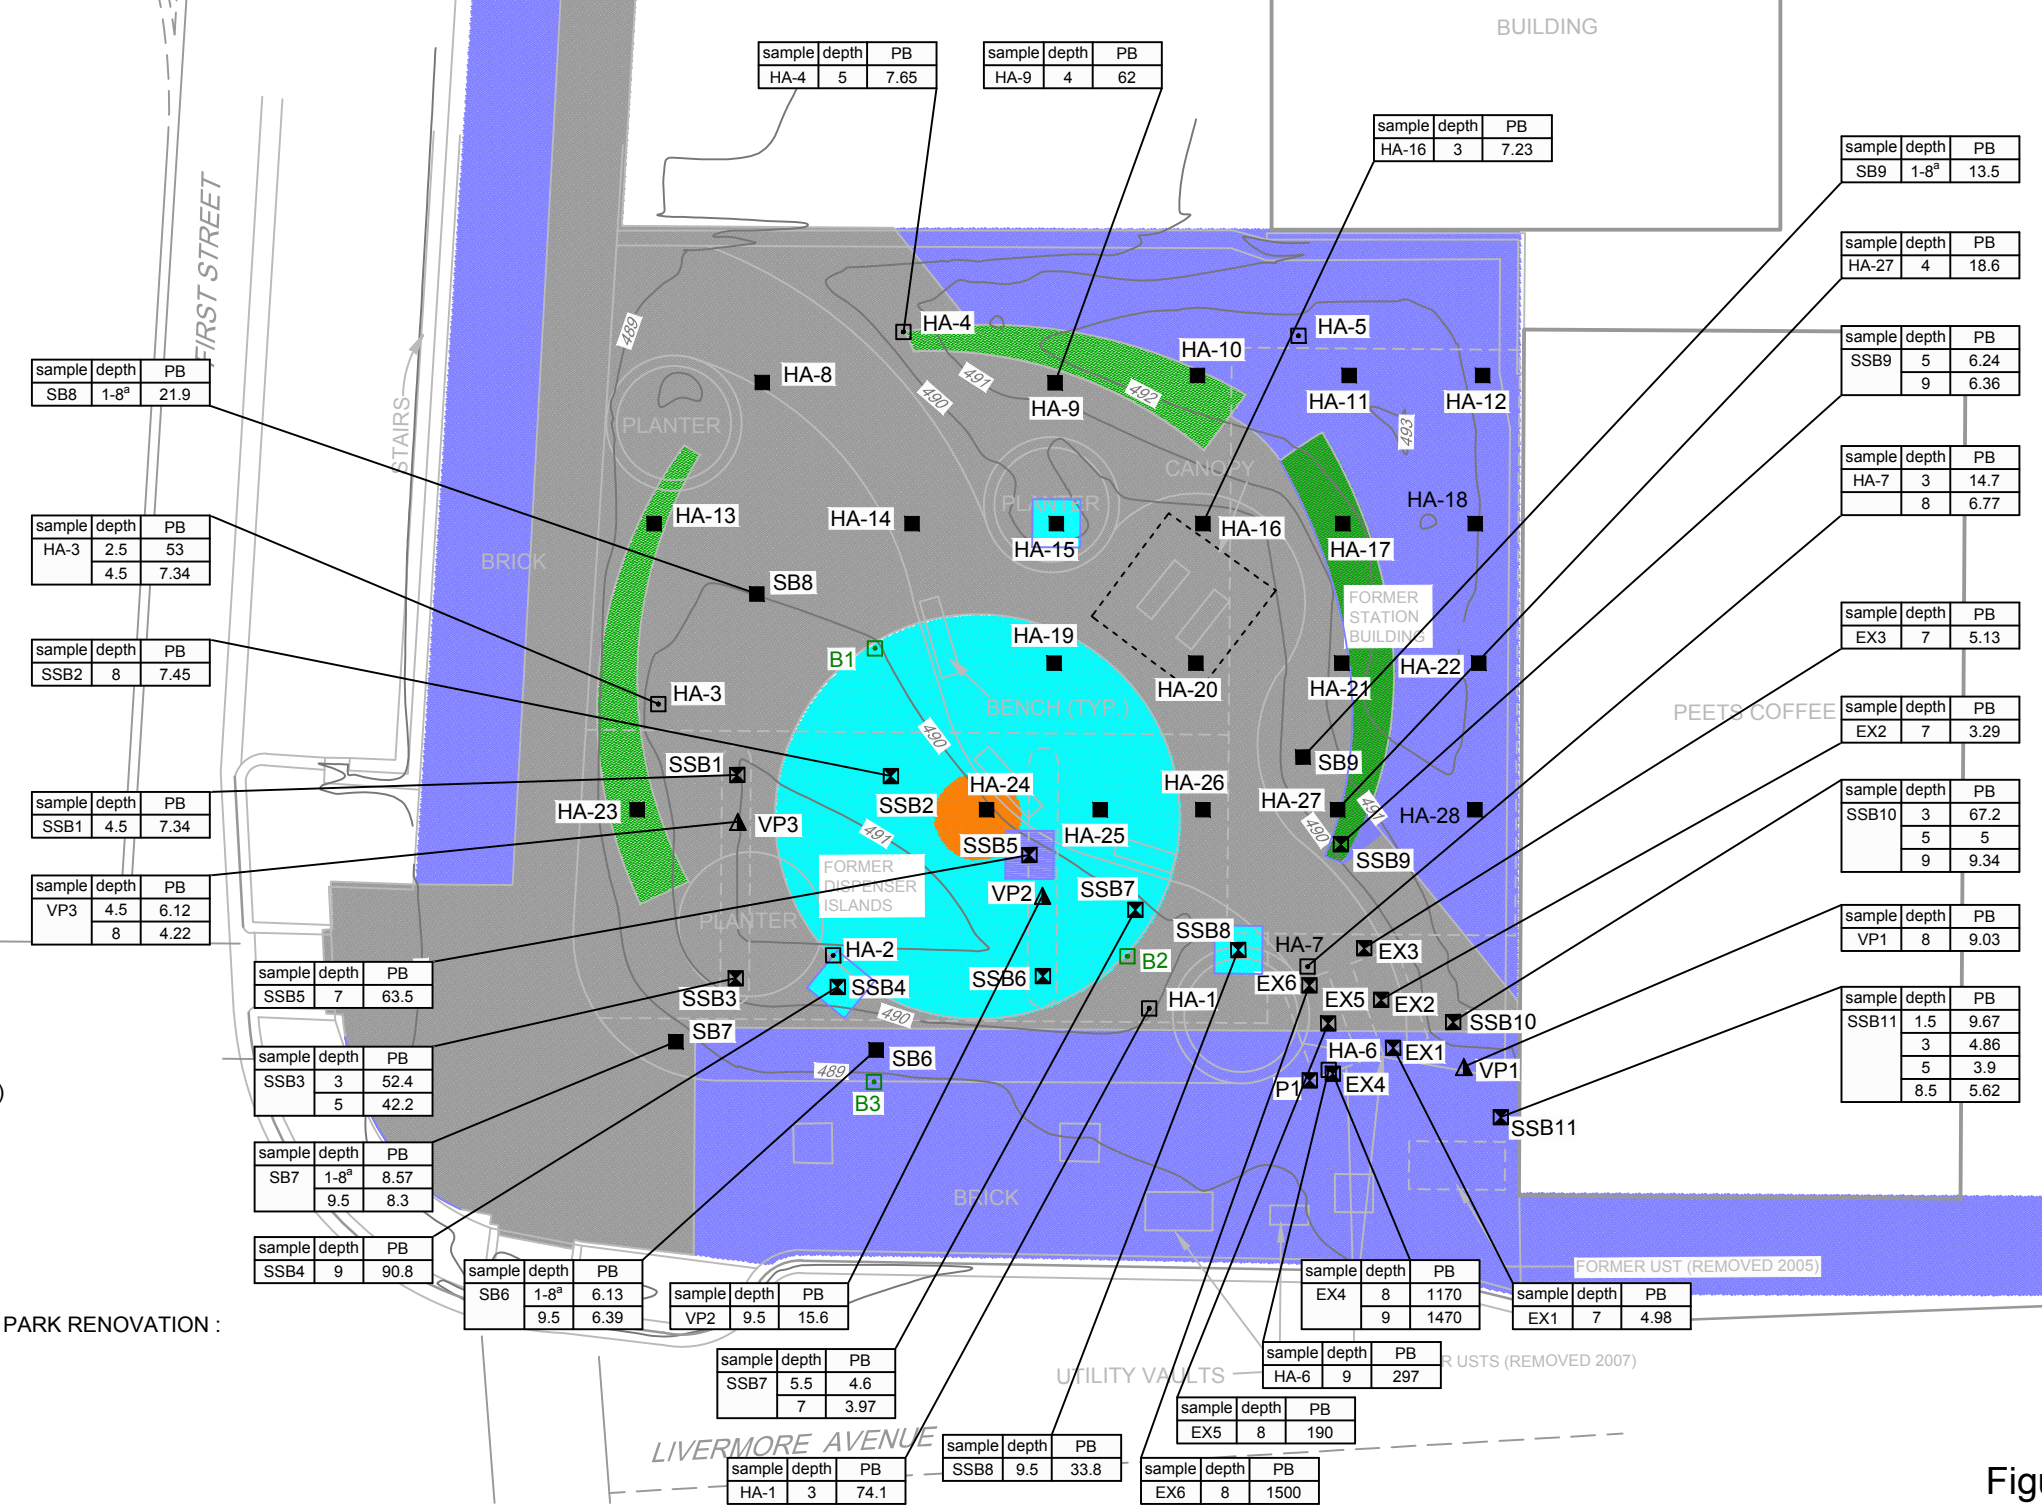 BUILDING
sample depth PB
HA-4 5 7.65
sample depth PB
HA-9 4 62
sample depth PB
HA-16 3 7.23
sample depth PB
SB9 1-8a 13.5
sample depth PB
HA-27 4 18.6
sample depth PB
SSB9 5 6.24
9 6.36
sample depth PB
HA-7 3 14.7
8 6.77
sample depth PB
EX3 7 5.13
sample depth PB
EX2 7 3.29
sample depth PB
SSB10 3 67.2
5 5
9 9.34
sample depth PB
VP1 8 9.03
sample depth PB
SSB11 1.5 9.67
3 4.86
5 3.9
8.5 5.62
sample depth PB
SB8 1-8a 21.9
sample depth PB
HA-3 2.5 53
4.5 7.34
sample depth PB
SSB2 8 7.45
sample depth PB
SSB1 4.5 7.34
sample depth PB
VP3 4.5 6.12
8 4.22
sample depth PB
SSB5 7 63.5
sample depth PB
SSB3 3 52.4
5 42.2
sample depth PB
SB7 1-8a 8.57
9.5 8.3
sample depth PB
SSB4 9 90.8
sample depth PB
SB6 1-8a 6.13
9.5 6.39
sample depth PB
VP2 9.5 15.6
sample depth PB
SSB7 5.5 4.6
7 3.97
sample depth PB
HA-1 3 74.1
sample depth PB
SSB8 9.5 33.8
sample depth PB
EX6 8 1500
sample depth PB
EX5 8 190
sample depth PB
HA-6 9 297
sample depth PB
EX4 8 1170
9 1470
sample depth PB
EX1 7 4.98
FIRST STREET
STAIRS
BRICK
489
HA-4
HA-5
HA-8
HA-9
HA-10
HA-11
HA-12
490
491
492
493
PLANTER
CANOPY
PLANTER
HA-13
HA-14
HA-15
HA-16
HA-17
HA-18
SB8
FORMER
STATION
BUILDING
B1
HA-19
HA-20
HA-21
HA-22
HA-3
BENCH (TYP.)
PEETS COFFEE
490
SSB1
SSB2
HA-24
HA-26
SB9
HA-23
VP3
491
HA-25
HA-27
491
490
HA-28
SSB5
SSB9
FORMER
DISPENSER
ISLANDS
VP2
SSB7
PLANTER
HA-2
SSB8
HA-7
EX3
B2
SSB3
SSB4
SSB6
HA-1
EX6
EX5
EX2
490
SSB10
SB7
SB6
HA-6
EX1
489
B3
P1
EX4
VP1
SSB11
BRICK
FORMER UST (REMOVED 2005)
PARK RENOVATION :
UTILITY VAULTS
R USTS (REMOVED 2007)
LIVERMORE AVENUE
)
Figu